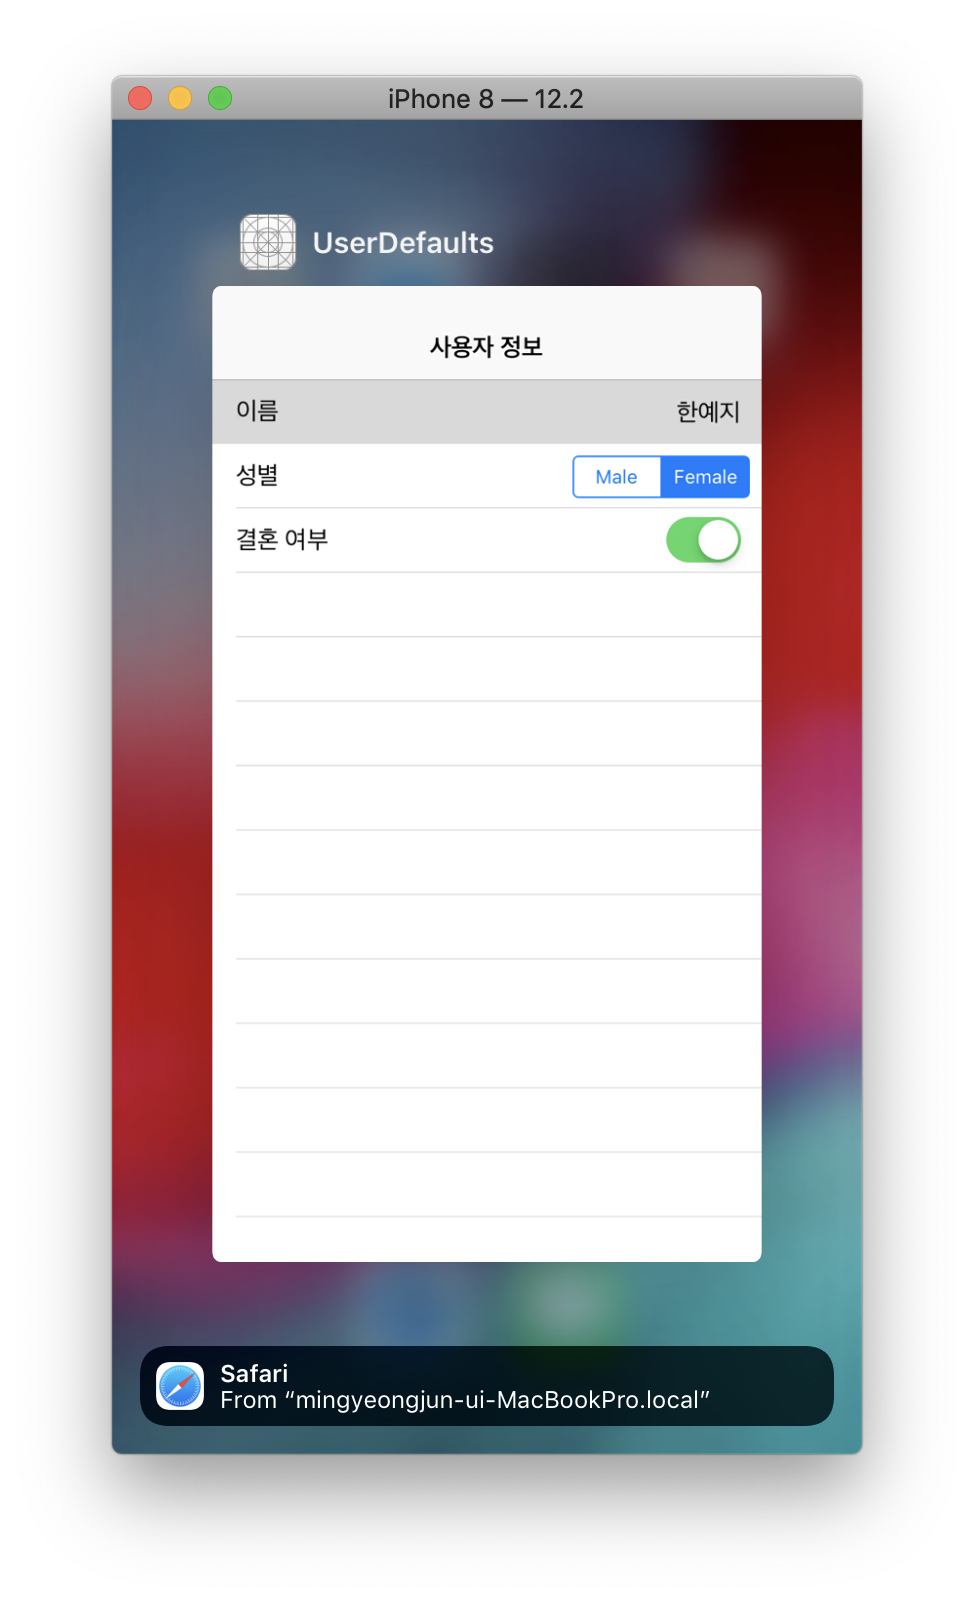 iPhone 8 — 12.2
UserDefaults
사용자 정보
이름 한예지
성별 Male Female
결혼 여부
Safari
From “mingyeongjun-ui-MacBookPro.local”